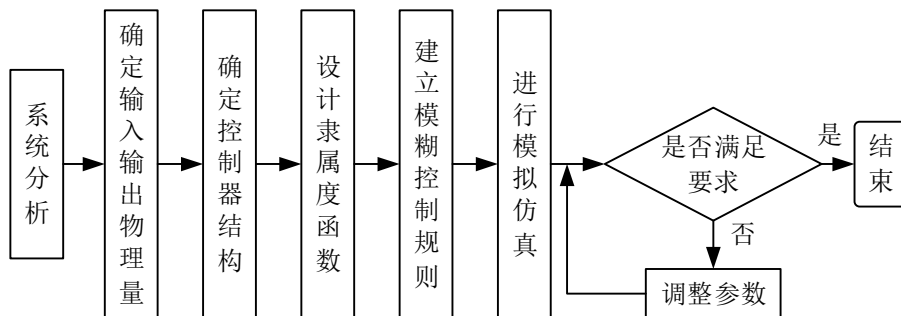 系统分析
确定输入输出物理量
确定控制器结构
设计隶属度函数
建立模糊控制规则
进行模拟仿真
是否满足
要求
是
结束
否
调整参数